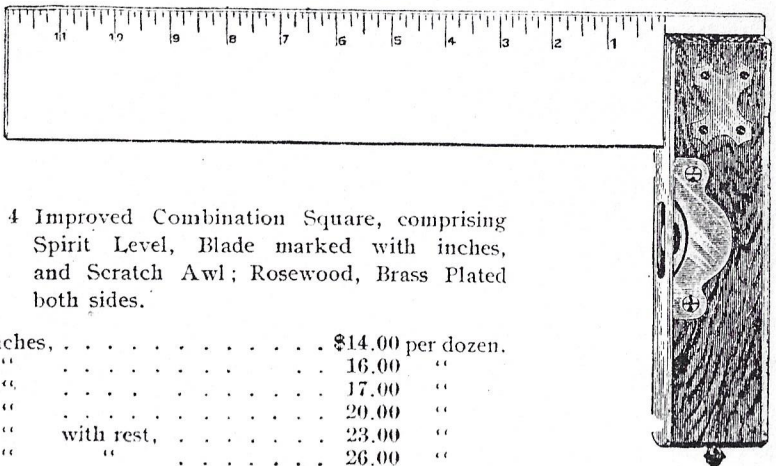 11 10 9 8 7 6 5 4 3 2 1
4 Improved Combination Square, comprising
Spirit Level, Blade marked with inches,
and Scratch Awl; Rosewood, Brass Plated
both sides.
ches, . . . . . . . . . . . . . $14.00 per dozen.
“ . . . . . . . . . . . . 16.00 “
“ . . . . . . . . . . . . . 17.00 “
“ . . . . . . . . . . . . . 20.00 “
“ with rest, . . . . . . . . 23.00 “
“ “ . . . . . . . . 26.00 “